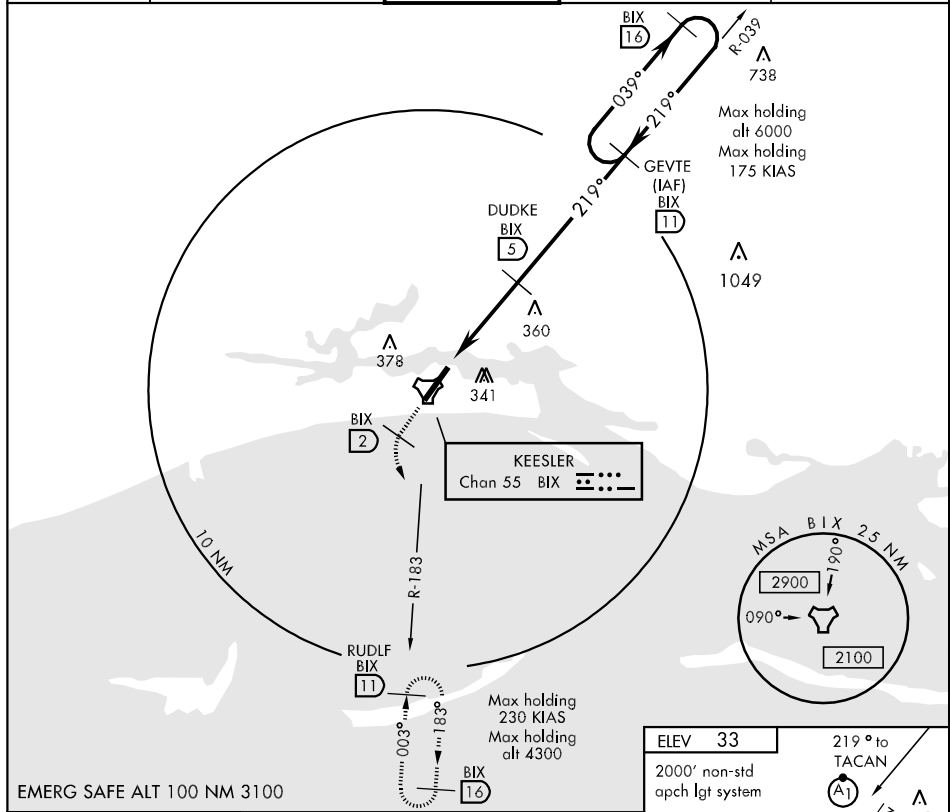 BIX
16
R-039
738
039°
219°
Max holding
alt 6000
Max holding
175 KIAS
GEVTE
(IAF)
BIX
11
219°
DUDKE
BIX
5
1049
360
378
341
BIX
2
KEESLER
Chan 55 BIX
10 NM
R-183
MSA BIX 25 NM
190°
2900
090°
2100
RUDLF
BIX
11
Max holding
230 KIAS
Max holding
alt 4300
003°
183°
BIX
16
EMERG SAFE ALT 100 NM 3100
ELEV 33
2000' non-std
apch lgt system
219° to
TACAN
A1